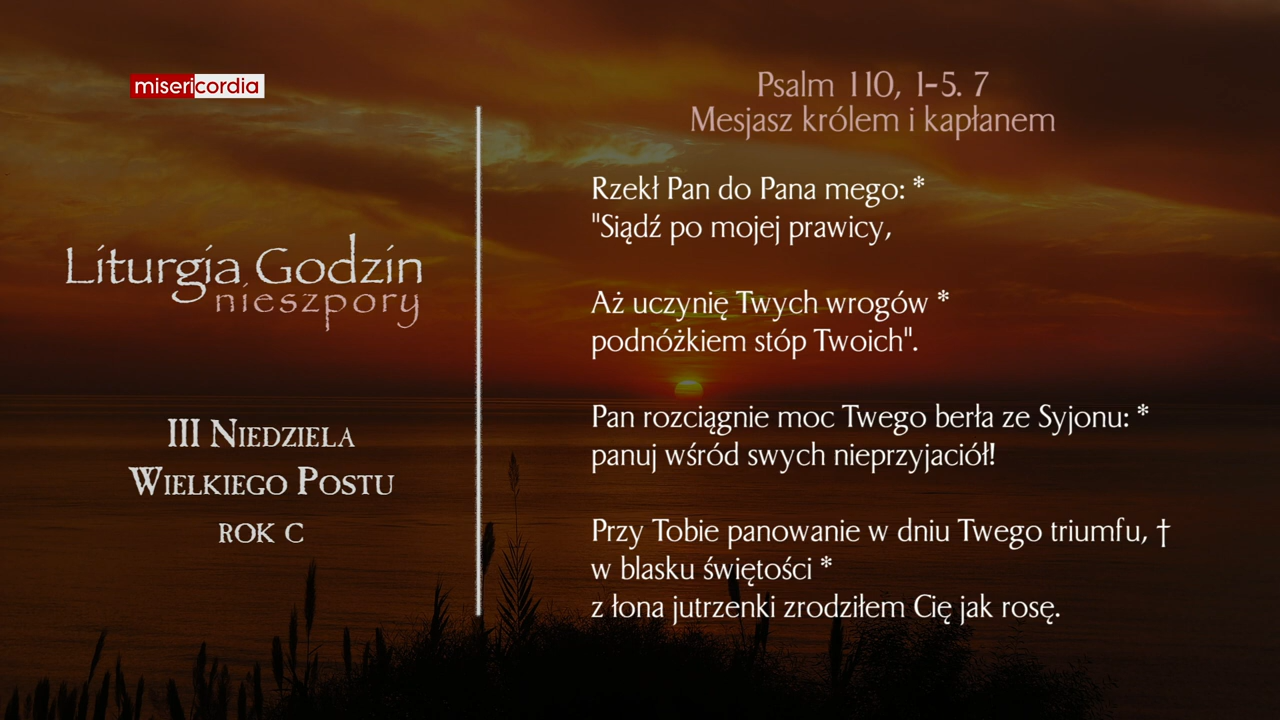 misericordia
Liturgia Godzin
nieszpory
III Niedziela
Wielkiego Postu
rok C
Psalm 110, 1-5. 7
Mesjasz królem i kapłanem
Rzekł Pan do Pana mego: *
"Siądź po mojej prawicy,
Aż uczynię Twych wrogów *
podnóżkiem stóp Twoich".
Pan rozciągnie moc Twego berła ze Syjonu: *
panuj wśród swych nieprzyjaciół!
Przy Tobie panowanie w dniu Twego triumfu, †
w blasku świętości *
z łona jutrzenki zrodziłem Cię jak rosę.